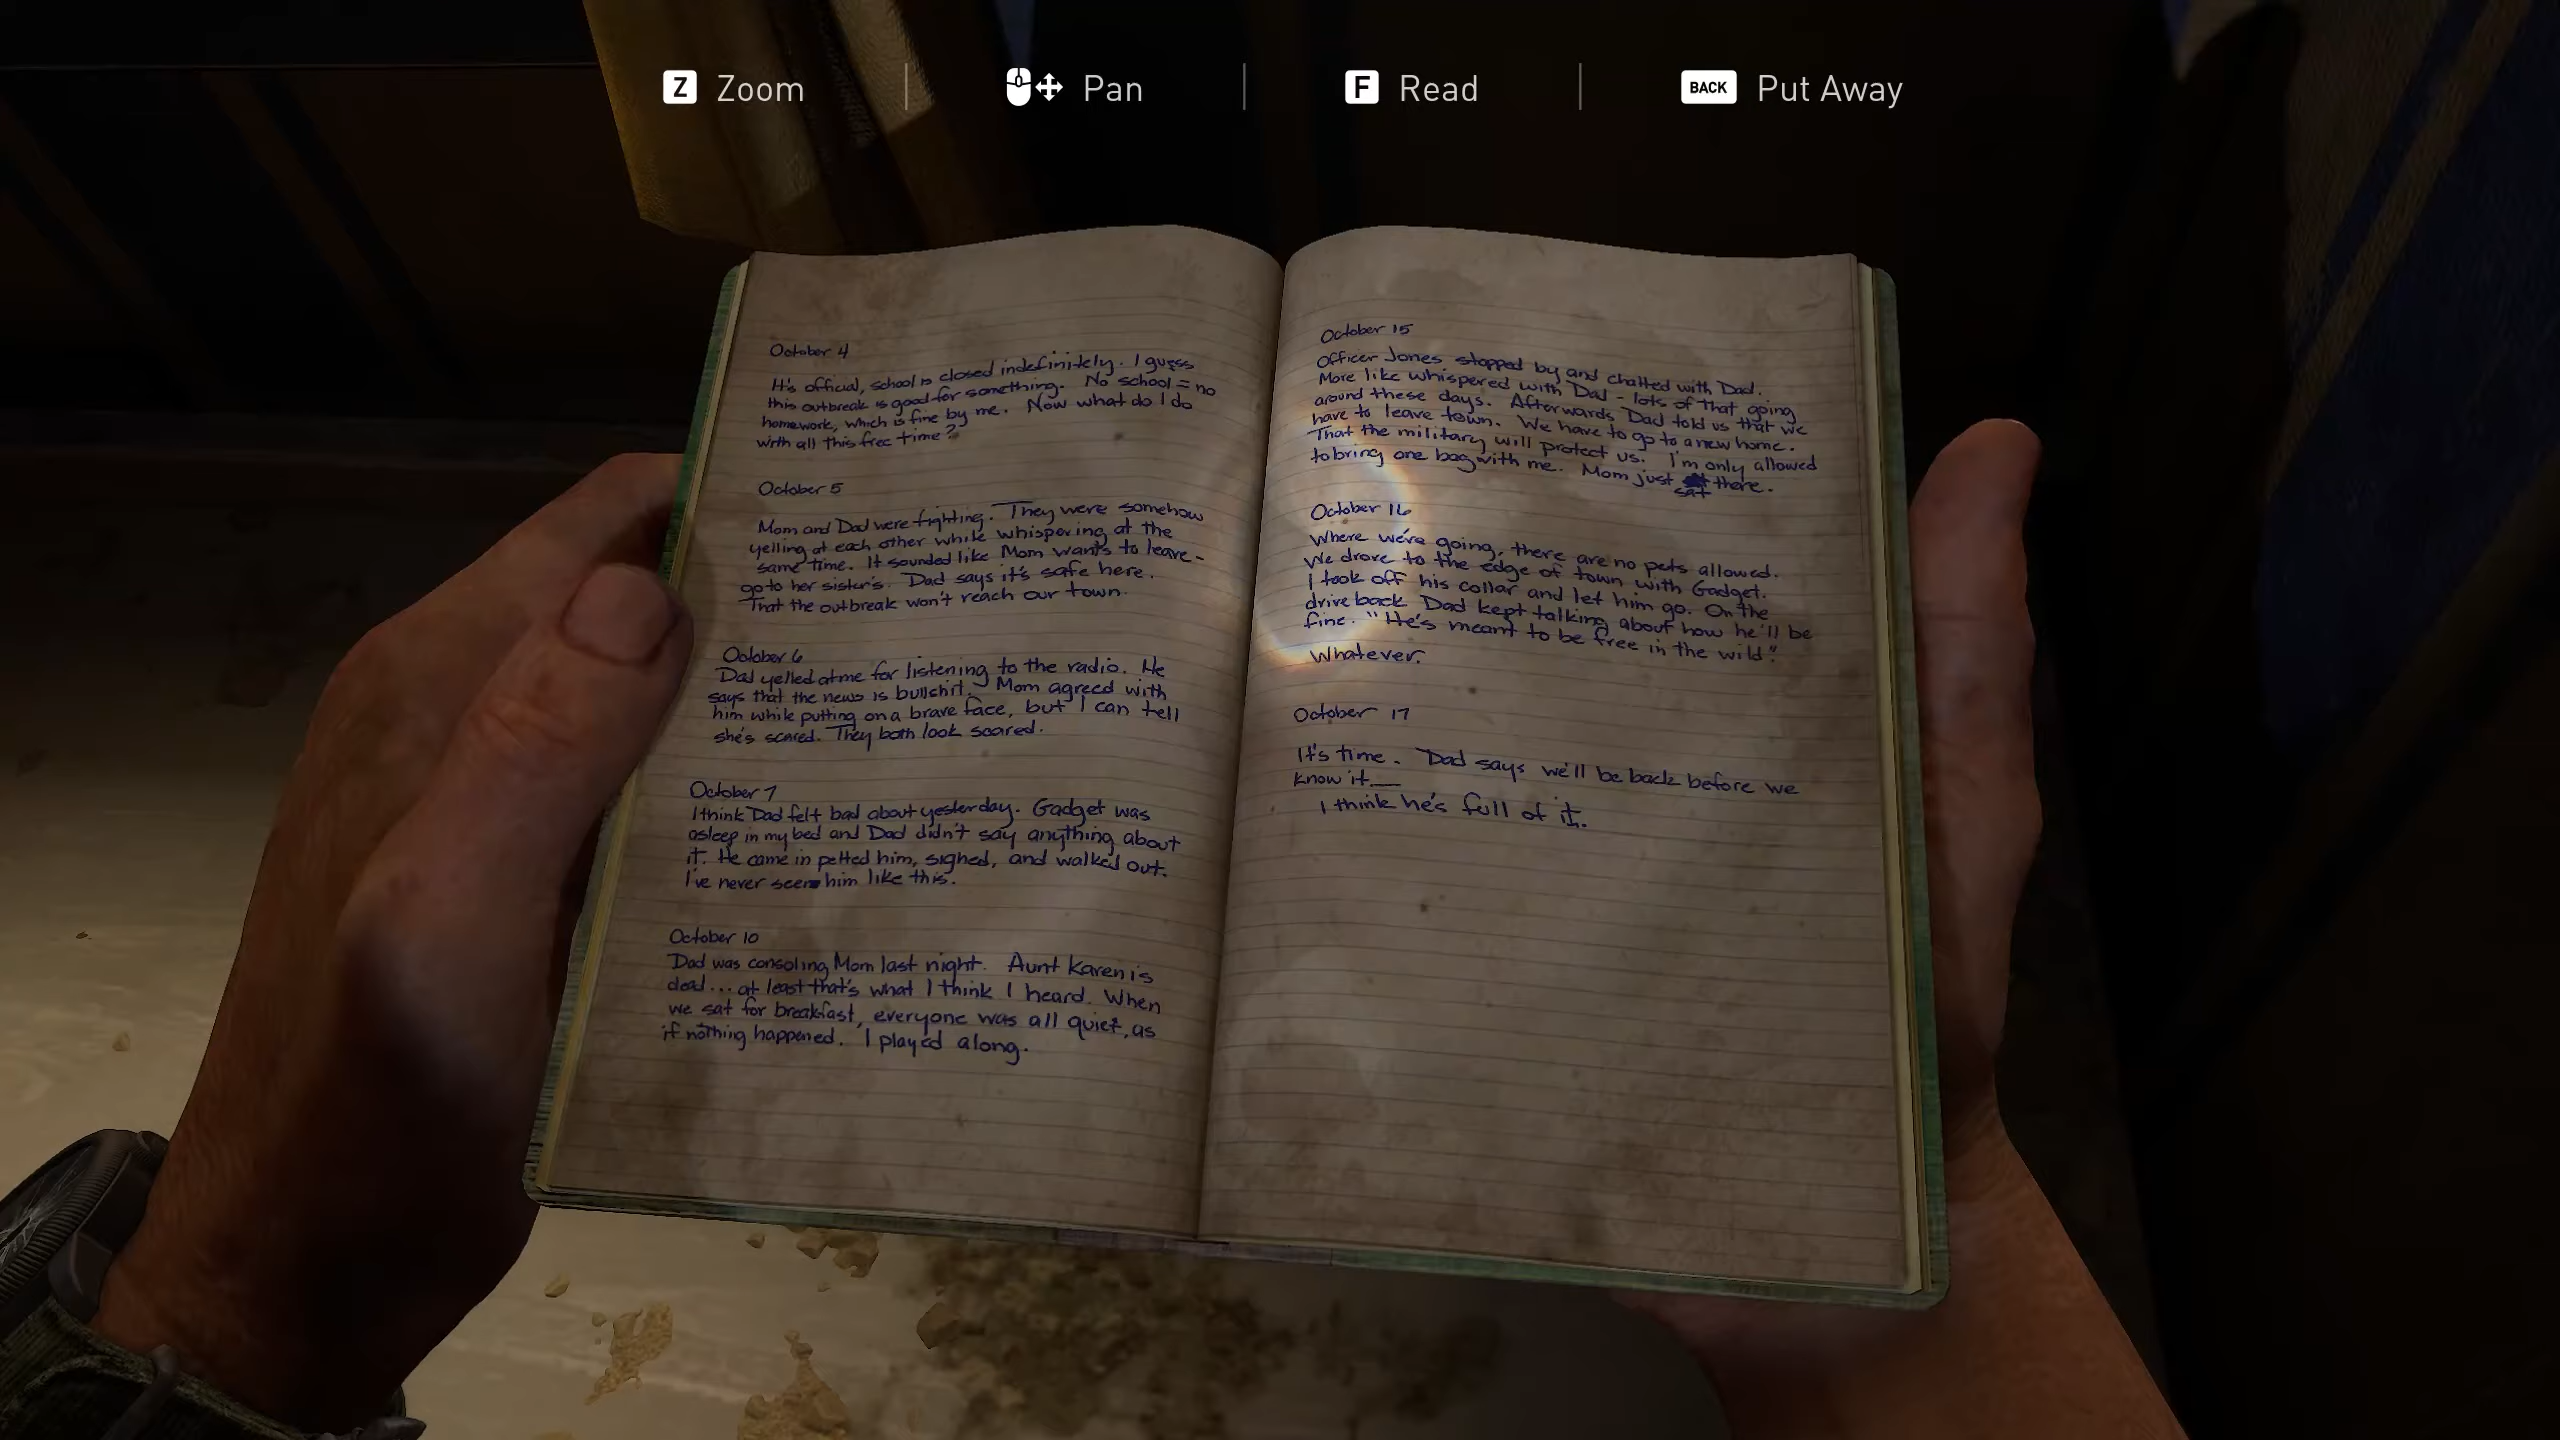 Z Zoom
Pan
F Read
BACK Put Away
October 4
It's official, school is closed indefinitely. I guess
this outbreak is good for something. No school = no
homework, which is fine by me. Now what do I do
with all this free time?
October 5
Mom and Dad were fighting. They were somehow
yelling at each other while whispering at the
same time. It sounded like Mom wants to leave -
go to her sister's. Dad says it's safe here.
That the outbreak won't reach our town.
October 6
Dad yelled at me for listening to the radio. He
says that the news is bullshit. Mom agreed with
him while putting on a brave face, but I can tell
she's scared. They both look scared.
October 7
I think Dad felt bad about yesterday. Gadget was
asleep in my bed and Dad didn't say anything about
it. He came in petted him, sighed, and walked out.
I've never seen him like this.
October 10
Dad was consoling Mom last night. Aunt Karen is
dead... at least that's what I think I heard. When
we sat for breakfast, everyone was all quiet, as
if nothing happened. I played along.
October 15
Officer Jones stopped by and chatted with Dad.
More like whispered with Dad - lots of that going
around these days. Afterwards Dad told us that we
have to leave town. We have to go to a new home.
That the military will protect us. I'm only allowed
to bring one bag with me. Mom just sat there.
October 16
Where we're going, there are no pets allowed.
We drove to the edge of town with Gadget.
I took off his collar and let him go. On the
drive back Dad kept talking about how he'll be
fine. "He's meant to be free in the wild".
Whatever.
October 17
It's time. Dad says we'll be back before we
know it
I think he's full of it.